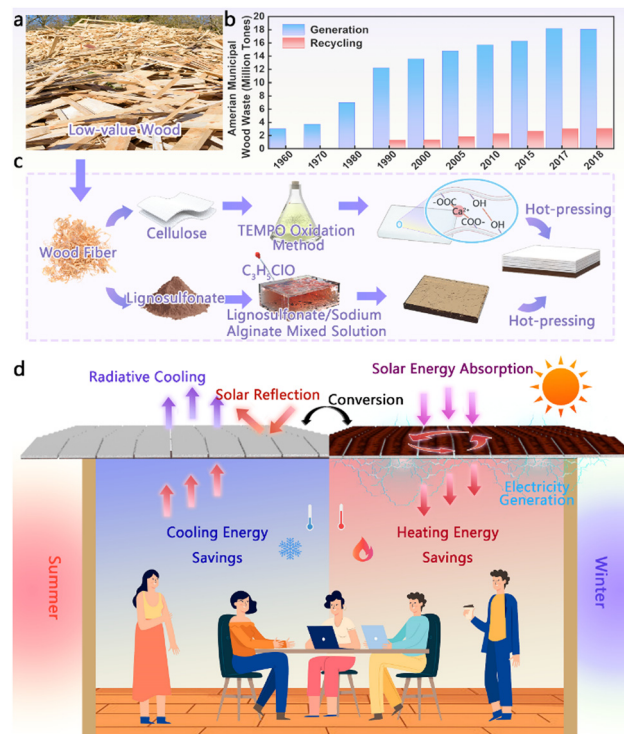 a
Low-value Wood
b
Amerian Municipal
Wood Waste (Million Tones)
20
18
16
14
12
10
8
6
4
2
0
Generation
Recycling
1960
1970
1980
1990
2000
2005
2010
2015
2017
2018
c
Wood Fiber
Cellulose
TEMPO Oxidation
Method
-OOC
OH
Ca²⁺
COO-
OH
Hot-pressing
Lignosulfonate
C₃H₅ClO
Lignosulfonate/Sodium
Alginate Mixed Solution
Hot-pressing
d
Radiative Cooling
Solar Reflection
Conversion
Solar Energy Absorption
Electricity
Generation
Cooling Energy
Savings
Heating Energy
Savings
Summer
Winter